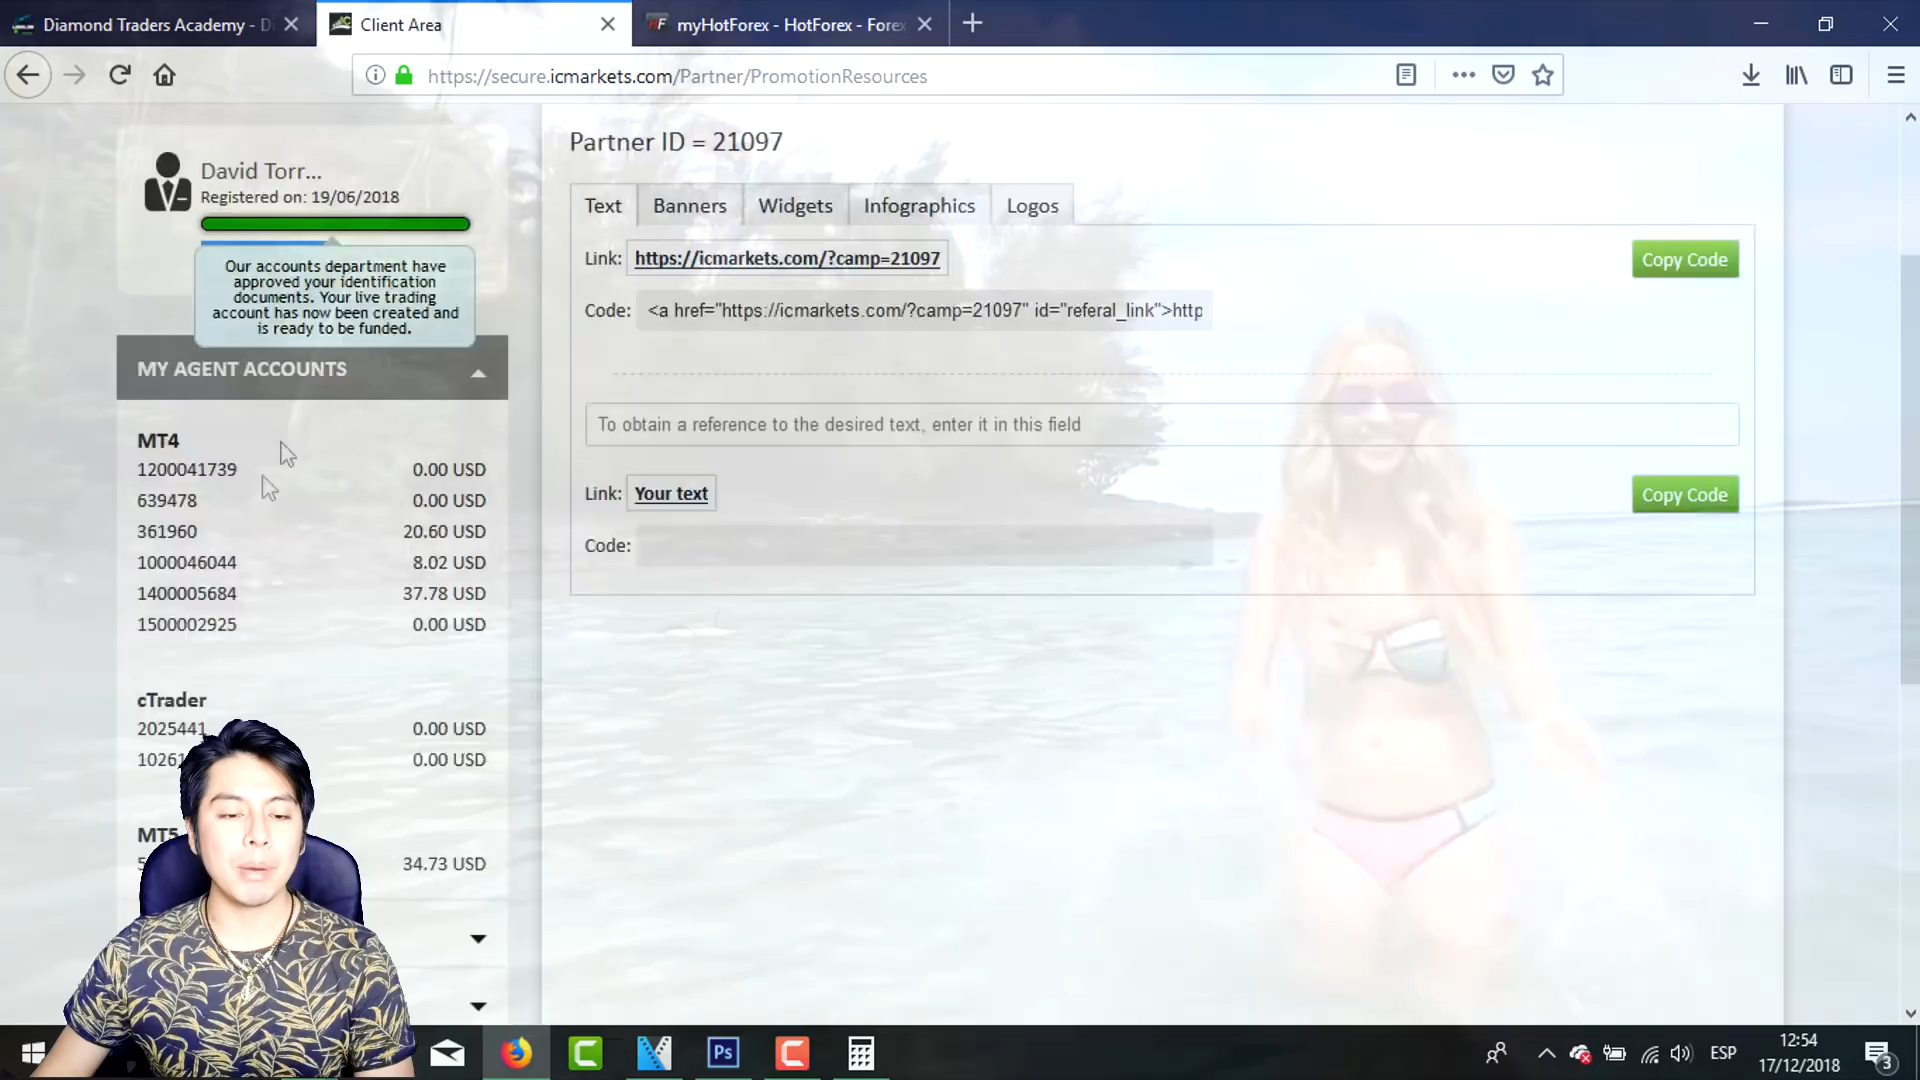 Diamond Traders Academy - Di
Client Area
myHotForex - HotForex - Forex
https://secure.icmarkets.com/Partner/PromotionResources
David Torr...
Registered on: 19/06/2018
Our accounts department have
approved your identification
documents. Your live trading
account has now been created and
is ready to be funded.
MY AGENT ACCOUNTS
MT4
1200041739 0.00 USD
639478 0.00 USD
361960 20.60 USD
1000046044 8.02 USD
1400005684 37.78 USD
1500002925 0.00 USD
cTrader
2025441 0.00 USD
10261 0.00 USD
MT5
5 34.73 USD
Partner ID = 21097
Text Banners Widgets Infographics Logos
Link: https://icmarkets.com/?camp=21097 Copy Code
Code: <a href="https://icmarkets.com/?camp=21097" id="referal_link">http
To obtain a reference to the desired text, enter it in this field
Link: Your text Copy Code
Code:
Ps
ESP
12:54
17/12/2018
3